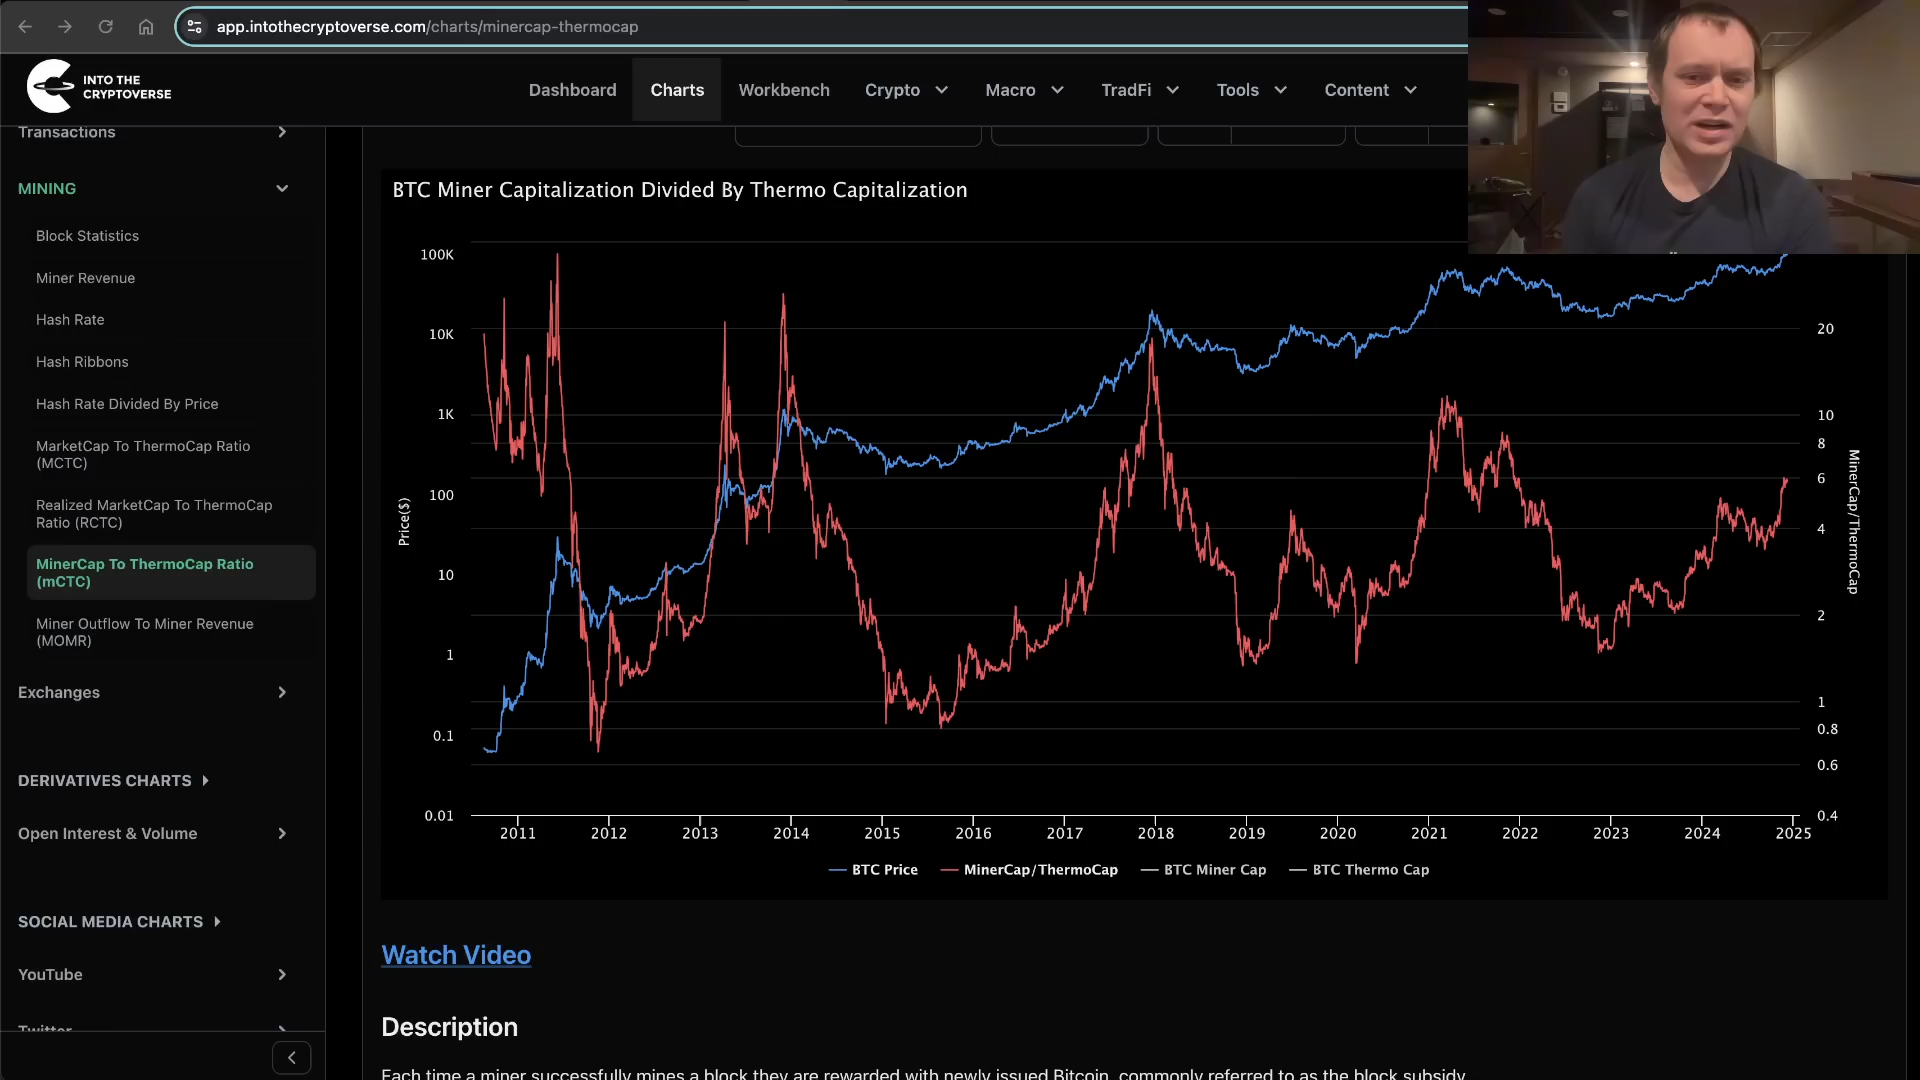 app.intothecryptoverse.com/charts/minercap-thermocap
INTO THE
CRYPTOVERSE
Dashboard
Charts
Workbench
Crypto
Macro
TradFi
Tools
Content
Transactions
MINING
Block Statistics
Miner Revenue
Hash Rate
Hash Ribbons
Hash Rate Divided By Price
MarketCap To ThermoCap Ratio
(MCTC)
Realized MarketCap To ThermoCap
Ratio (RCTC)
MinerCap To ThermoCap Ratio
(mCTC)
Miner Outflow To Miner Revenue
(MOMR)
Exchanges
DERIVATIVES CHARTS
Open Interest & Volume
SOCIAL MEDIA CHARTS
YouTube
Twitter
BTC Miner Capitalization Divided By Thermo Capitalization
100K
10K
1K
100
10
1
0.1
0.01
Price($)
20
10
8
6
4
2
1
0.8
0.6
0.4
MinerCap/ThermoCap
2011 2012 2013 2014 2015 2016 2017 2018 2019 2020 2021 2022 2023 2024 2025
BTC Price MinerCap/ThermoCap BTC Miner Cap BTC Thermo Cap
Watch Video
Description
Each time a miner successfully mines a block they are rewarded with newly issued Bitcoin, commonly referred to as the block subsidy.